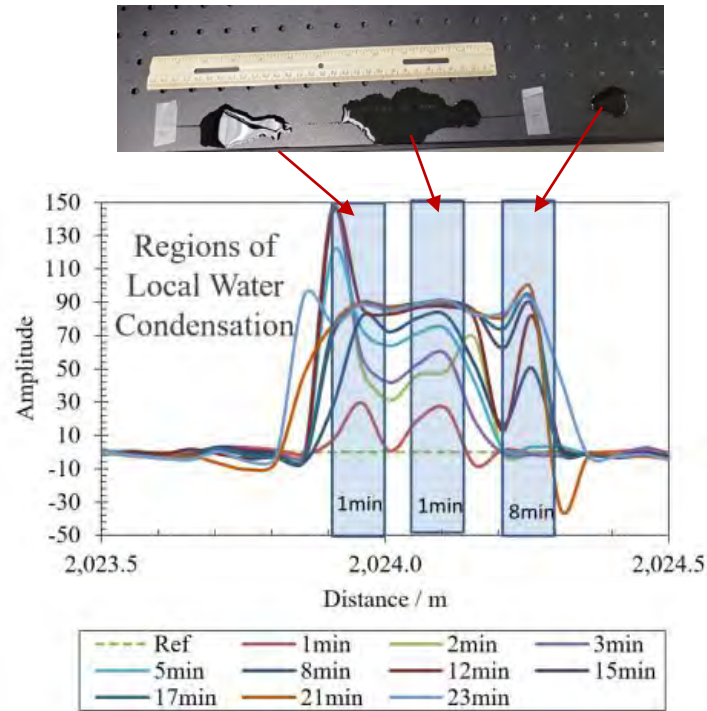 150
130
110
90
70
50
30
10
-10
-30
-50
Amplitude
Regions of
Local Water
Condensation
1min
1min
8min
2,023.5
2,024.0
2,024.5
Distance / m
Ref 1min 2min 3min
5min 8min 12min 15min
17min 21min 23min